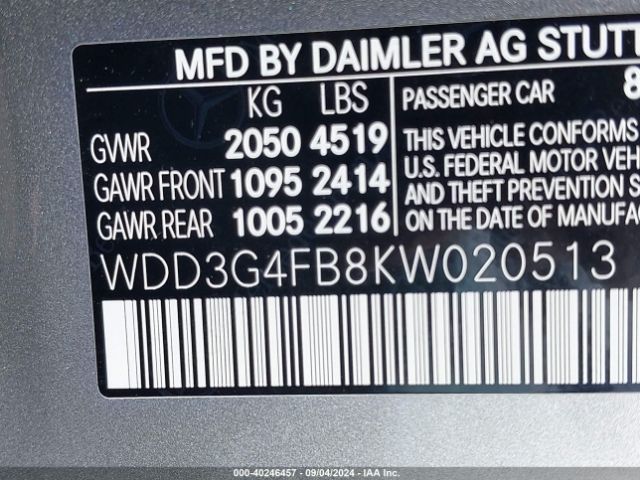 MFD BY DAIMLER AG STUTT
KG LBS
GVWR 2050 4519
GAWR FRONT 1095 2414
GAWR REAR 1005 2216
PASSENGER CAR 8
THIS VEHICLE CONFORMS
U.S. FEDERAL MOTOR VEH
AND THEFT PREVENTION S
ON THE DATE OF MANUFA
WDD3G4FB8KW020513
000-40246457 - 09/04/2024 - IAA Inc.